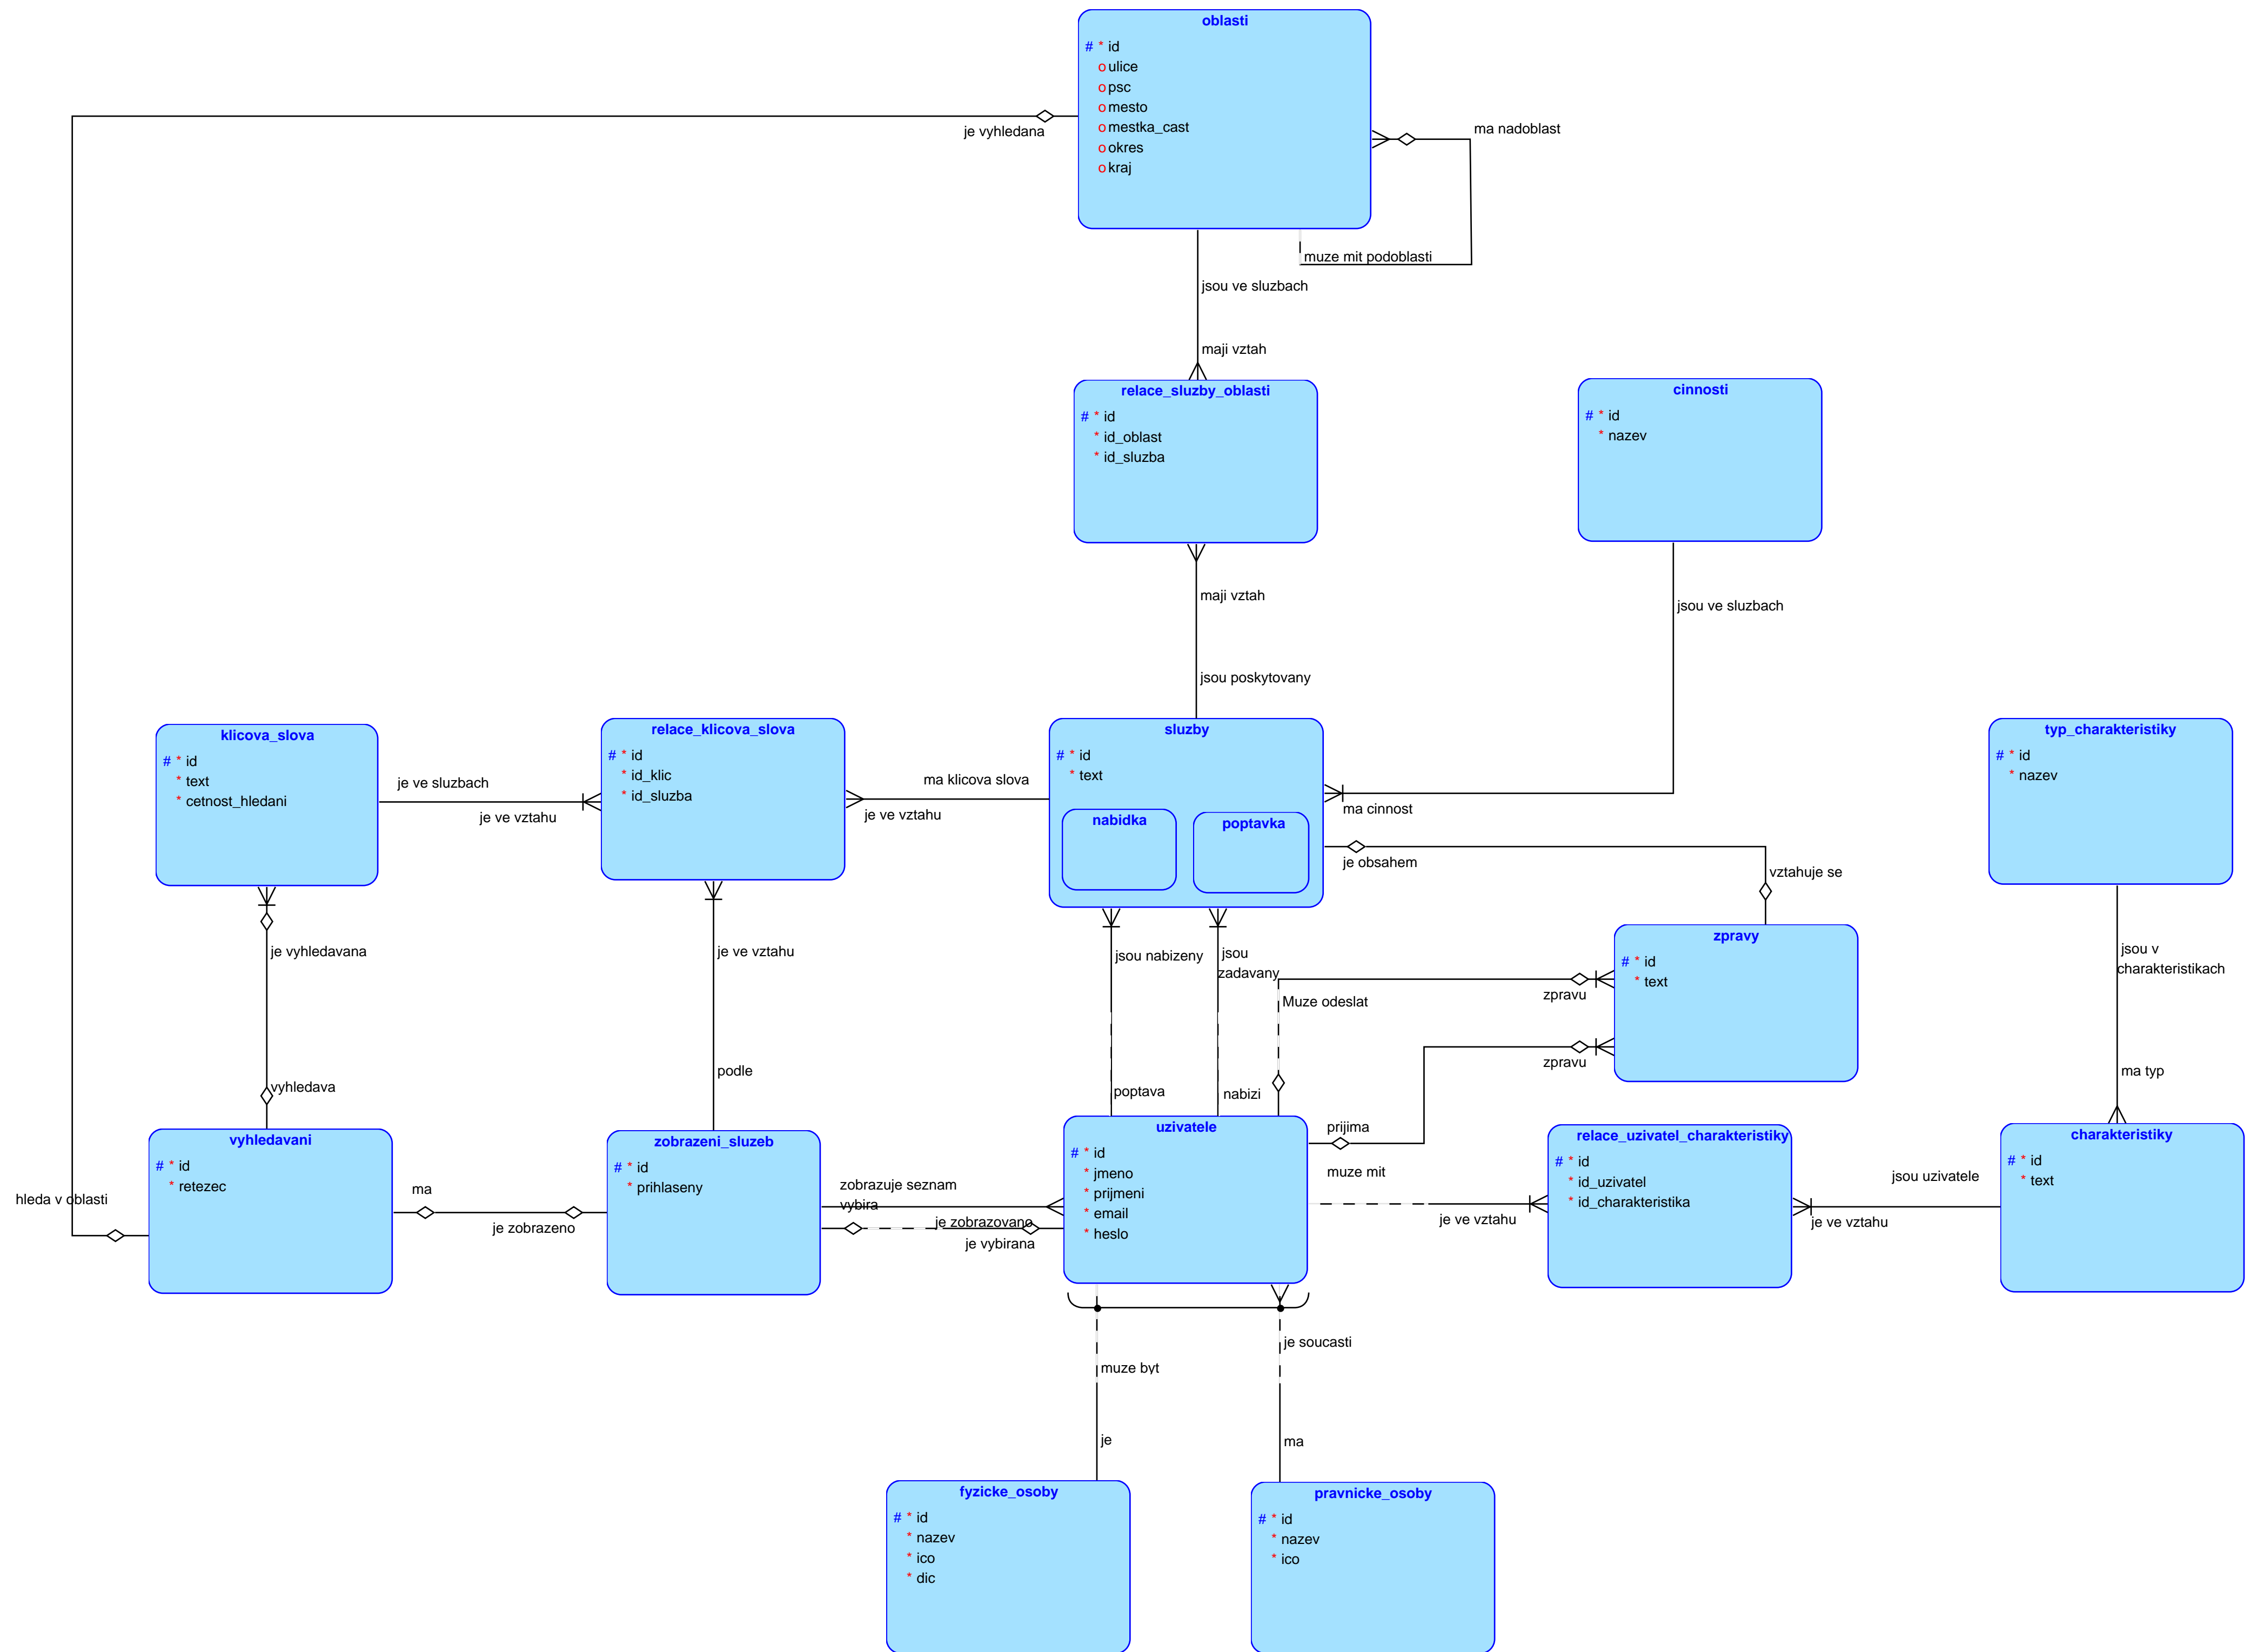 oblasti
# * id
o ulice
o psc
o mesto
o mestka_cast
o okres
o kraj
je vyhledana
ma nadoblast
muze mit podoblasti
jsou ve sluzbach
maji vztah
relace_sluzby_oblasti
# * id
* id_oblast
* id_sluzba
cinnosti
# * id
* nazev
maji vztah
jsou ve sluzbach
jsou poskytovany
klicova_slova
# * id
* text
* cetnost_hledani
je ve sluzbach
je ve vztahu
relace_klicova_slova
# * id
* id_klic
* id_sluzba
ma klicova slova
je ve vztahu
sluzby
# * id
* text
nabidka
poptavka
ma cinnost
je obsahem
vztahuje se
typ_charakteristiky
# * id
* nazev
je vyhledavana
je ve vztahu
jsou nabizeny
jsou
zadavany
zpravy
# * id
* text
jsou v
charakteristikach
Muze odeslat
zpravu
zpravu
vyhledava
podle
poptava
nabizi
ma typ
vyhledavani
# * id
* retezec
hleda v oblasti
ma
je zobrazeno
zobrazeni_sluzeb
# * id
* prihlaseny
zobrazuje seznam
vybira
je zobrazovano
je vybirana
uzivatele
# * id
* jmeno
* prijmeni
* email
* heslo
prijima
muze mit
je ve vztahu
relace_uzivatel_charakteristiky
# * id
* id_uzivatel
* id_charakteristika
jsou uzivatele
je ve vztahu
charakteristiky
# * id
* text
je soucasti
muze byt
je
ma
fyzicke_osoby
# * id
* nazev
* ico
* dic
pravnicke_osoby
# * id
* nazev
* ico